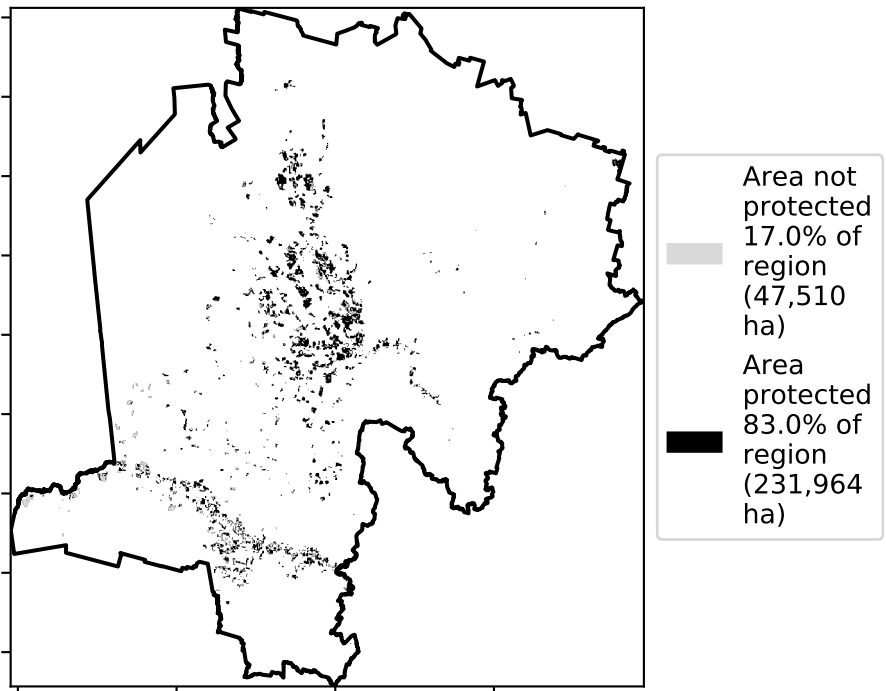 Area not
protected
17.0% of
region
(47,510
ha)
Area
protected
83.0% of
region
(231,964
ha)